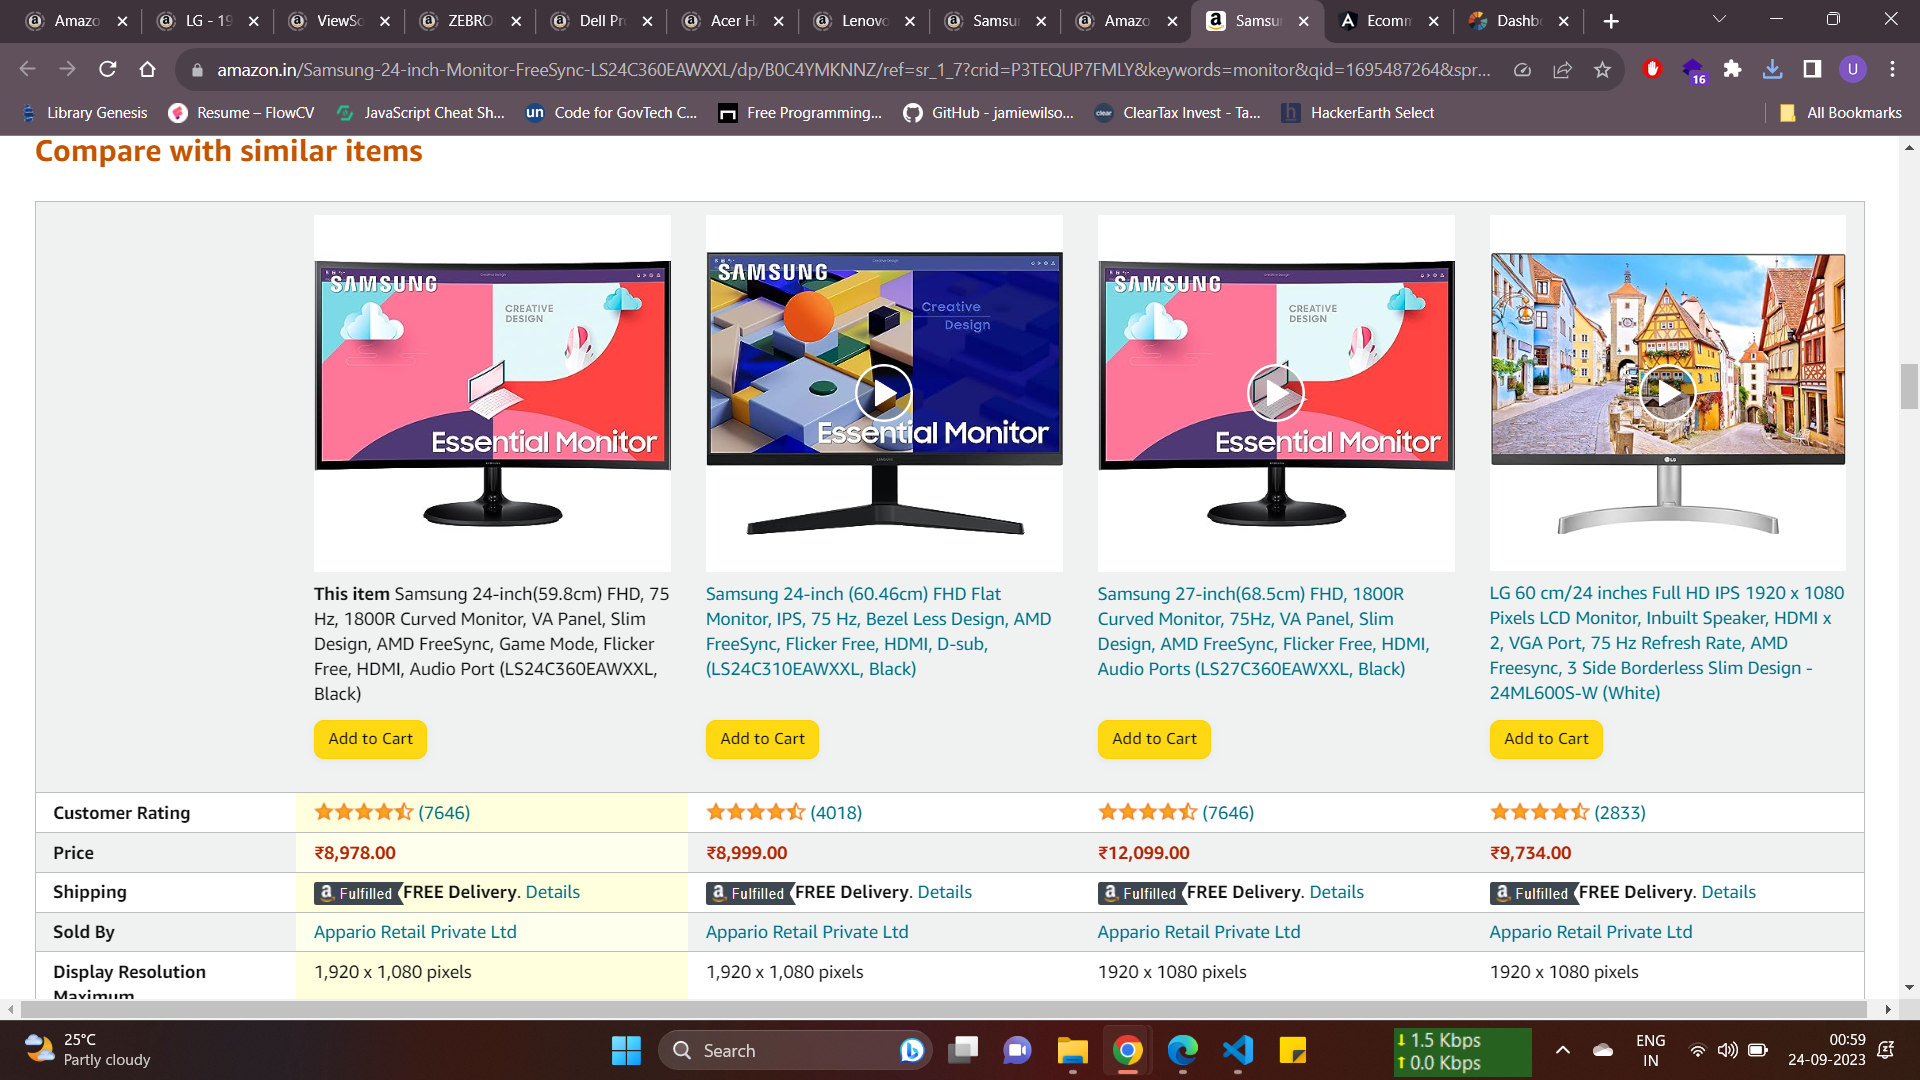 Amazo
LG - 19
ViewSo
ZEBRO
Dell Pr
Acer H
Lenovo
Samsu
Amazo
Samsu
Ecomm
Dashb
amazon.in/Samsung-24-inch-Monitor-FreeSync-LS24C360EAWXXL/dp/B0C4YMKNNZ/ref=sr_1_7?crid=P3TEQUP7FMLY&keywords=monitor&qid=1695487264&spr...
16
U
Library Genesis
Resume – FlowCV
JavaScript Cheat Sh...
un
Code for GovTech C...
Free Programming...
GitHub - jamiewilso...
clear
ClearTax Invest - Ta...
h
HackerEarth Select
All Bookmarks
Compare with similar items
SAMSUNG
CREATIVE
DESIGN
Essential Monitor
SAMSUNG
Creative
Design
Essential Monitor
SAMSUNG
CREATIVE
DESIGN
Essential Monitor
LG
This item Samsung 24-inch(59.8cm) FHD, 75
Hz, 1800R Curved Monitor, VA Panel, Slim
Design, AMD FreeSync, Game Mode, Flicker
Free, HDMI, Audio Port (LS24C360EAWXXL,
Black)
Samsung 24-inch (60.46cm) FHD Flat
Monitor, IPS, 75 Hz, Bezel Less Design, AMD
FreeSync, Flicker Free, HDMI, D-sub,
(LS24C310EAWXXL, Black)
Samsung 27-inch(68.5cm) FHD, 1800R
Curved Monitor, 75Hz, VA Panel, Slim
Design, AMD FreeSync, Flicker Free, HDMI,
Audio Ports (LS27C360EAWXXL, Black)
LG 60 cm/24 inches Full HD IPS 1920 x 1080
Pixels LCD Monitor, Inbuilt Speaker, HDMI x
2, VGA Port, 75 Hz Refresh Rate, AMD
Freesync, 3 Side Borderless Slim Design -
24ML600S-W (White)
Add to Cart
Add to Cart
Add to Cart
Add to Cart
Customer Rating (7646) (4018) (7646) (2833)
Price ₹8,978.00 ₹8,999.00 ₹12,099.00 ₹9,734.00
Shipping a Fulfilled FREE Delivery. Details a Fulfilled FREE Delivery. Details a Fulfilled FREE Delivery. Details a Fulfilled FREE Delivery. Details
Sold By Appario Retail Private Ltd Appario Retail Private Ltd Appario Retail Private Ltd Appario Retail Private Ltd
Display Resolution 1,920 x 1,080 pixels 1,920 x 1,080 pixels 1920 x 1080 pixels 1920 x 1080 pixels
Maximum
25°C
Partly cloudy
Search
1.5 Kbps
0.0 Kbps
ENG
IN
00:59
24-09-2023